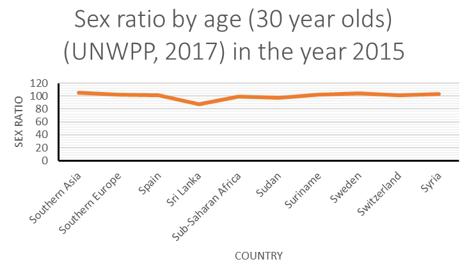 Sex ratio by age (30 year olds)
(UNWPP, 2017) in the year 2015
120
100
80
60
40
20
0
SEX RATIO
Southern Asia
Southern Europe
Spain
Sri Lanka
Sub-Saharan Africa
Sudan
Suriname
Sweden
Switzerland
Syria
COUNTRY